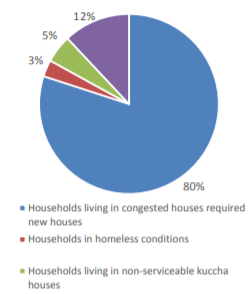 12%
5%
3%
80%
Households living in congested houses required
new houses
Households in homeless conditions
Households living in non-serviceable kuccha
houses